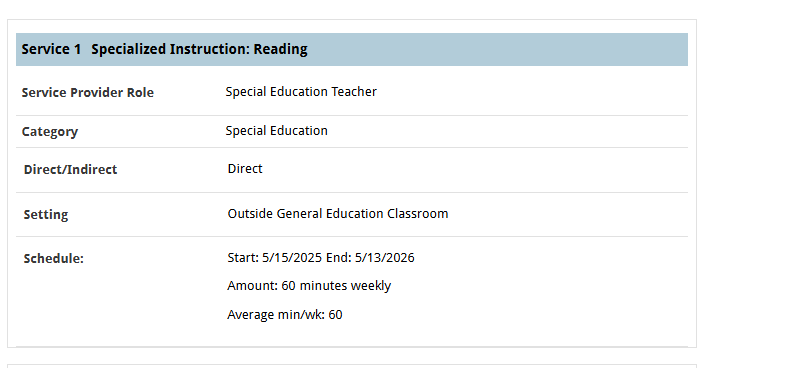 Service 1 Specialized Instruction: Reading
Service Provider Role Special Education Teacher
Category Special Education
Direct/Indirect Direct
Setting Outside General Education Classroom
Schedule: Start: 5/15/2025 End: 5/13/2026
Amount: 60 minutes weekly
Average min/wk: 60